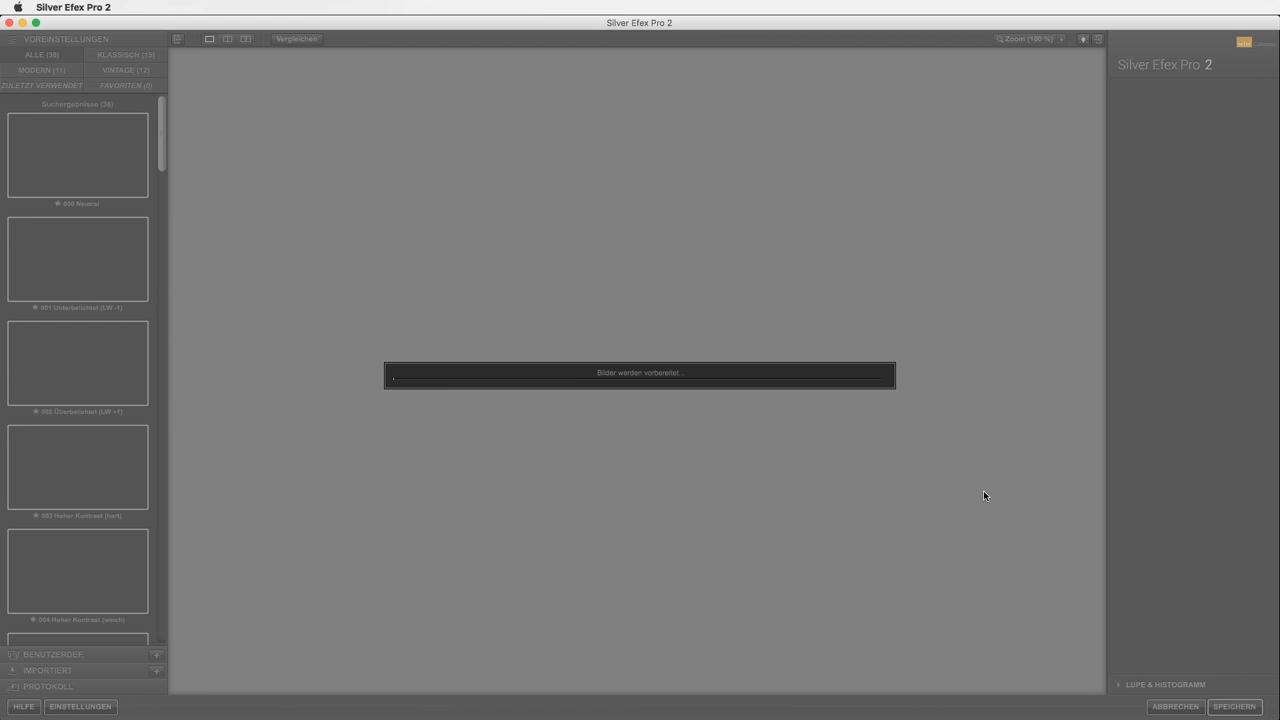 Silver Efex Pro 2
Silver Efex Pro 2
VOREINSTELLUNGEN
Vergleichen
Zoom (100 %)
ALLE (38)
KLASSISCH (13)
MODERN (11)
VINTAGE (12)
ZULETZT VERWENDET
FAVORITEN (0)
Silver Efex Pro 2
Suchergebnisse (38)
★ 000 Neutral
★ 001 Unterbelichtet (LW -1)
★ 002 Überbelichtet (LW +1)
Bilder werden vorbereitet...
★ 003 Hoher Kontrast (hart)
★ 004 Hoher Kontrast (weich)
BENUTZERDEF.
IMPORTIERT
PROTOKOLL
LUPE & HISTOGRAMM
HILFE
EINSTELLUNGEN
ABBRECHEN
SPEICHERN